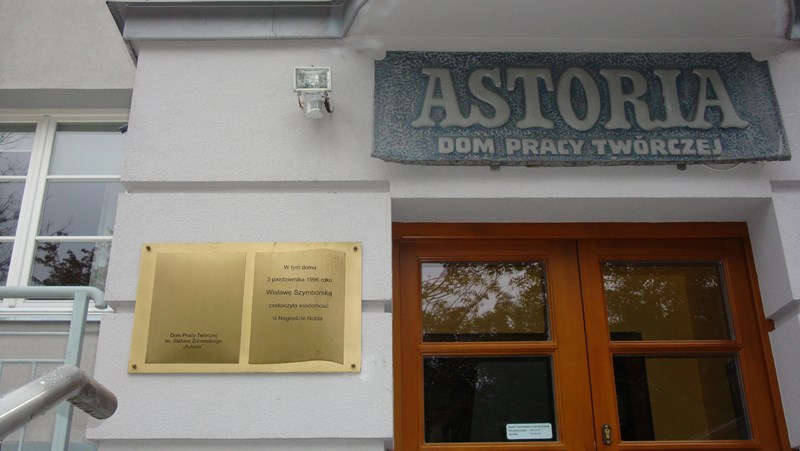 ASTORIA
DOM PRACY TWÓRCZEJ
W tym domu
3 października 1996 roku
Wisławę Szymborską
zaskoczyła wiadomość
o Nagrodzie Nobla
Dom Pracy Twórczej
im. Stefana Żeromskiego
"Astoria"